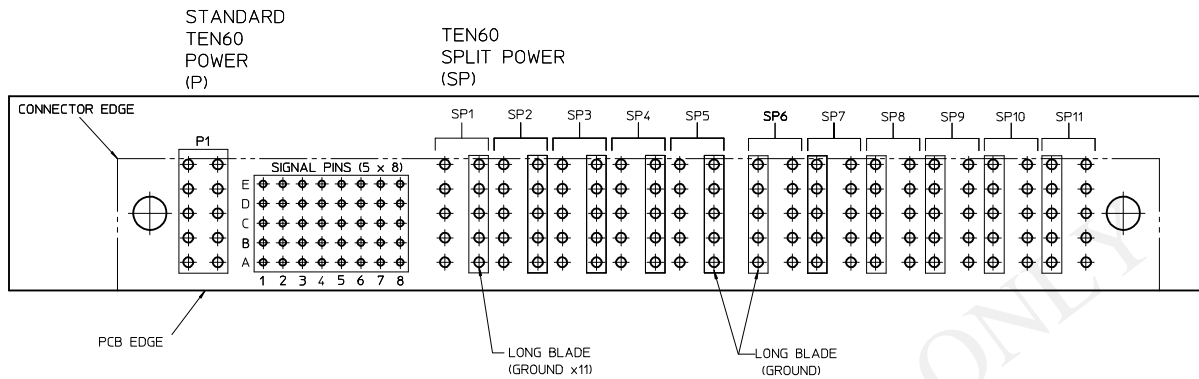 STANDARD
TEN60
POWER
(P)
TEN60
SPLIT POWER
(SP)
CONNECTOR EDGE
P1
SIGNAL PINS (5 x 8)
E
D
C
B
A
1 2 3 4 5 6 7 8
SP1 SP2 SP3 SP4 SP5 SP6 SP7 SP8 SP9 SP10 SP11
PCB EDGE
LONG BLADE
(GROUND x11)
LONG BLADE
(GROUND)
ONLY